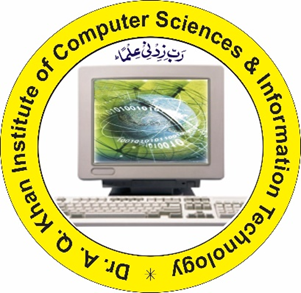 Dr. A. Q. Khan Institute of Computer Sciences & Information Technology *
رَبِّ زِدْنِيْ عِلْمًا